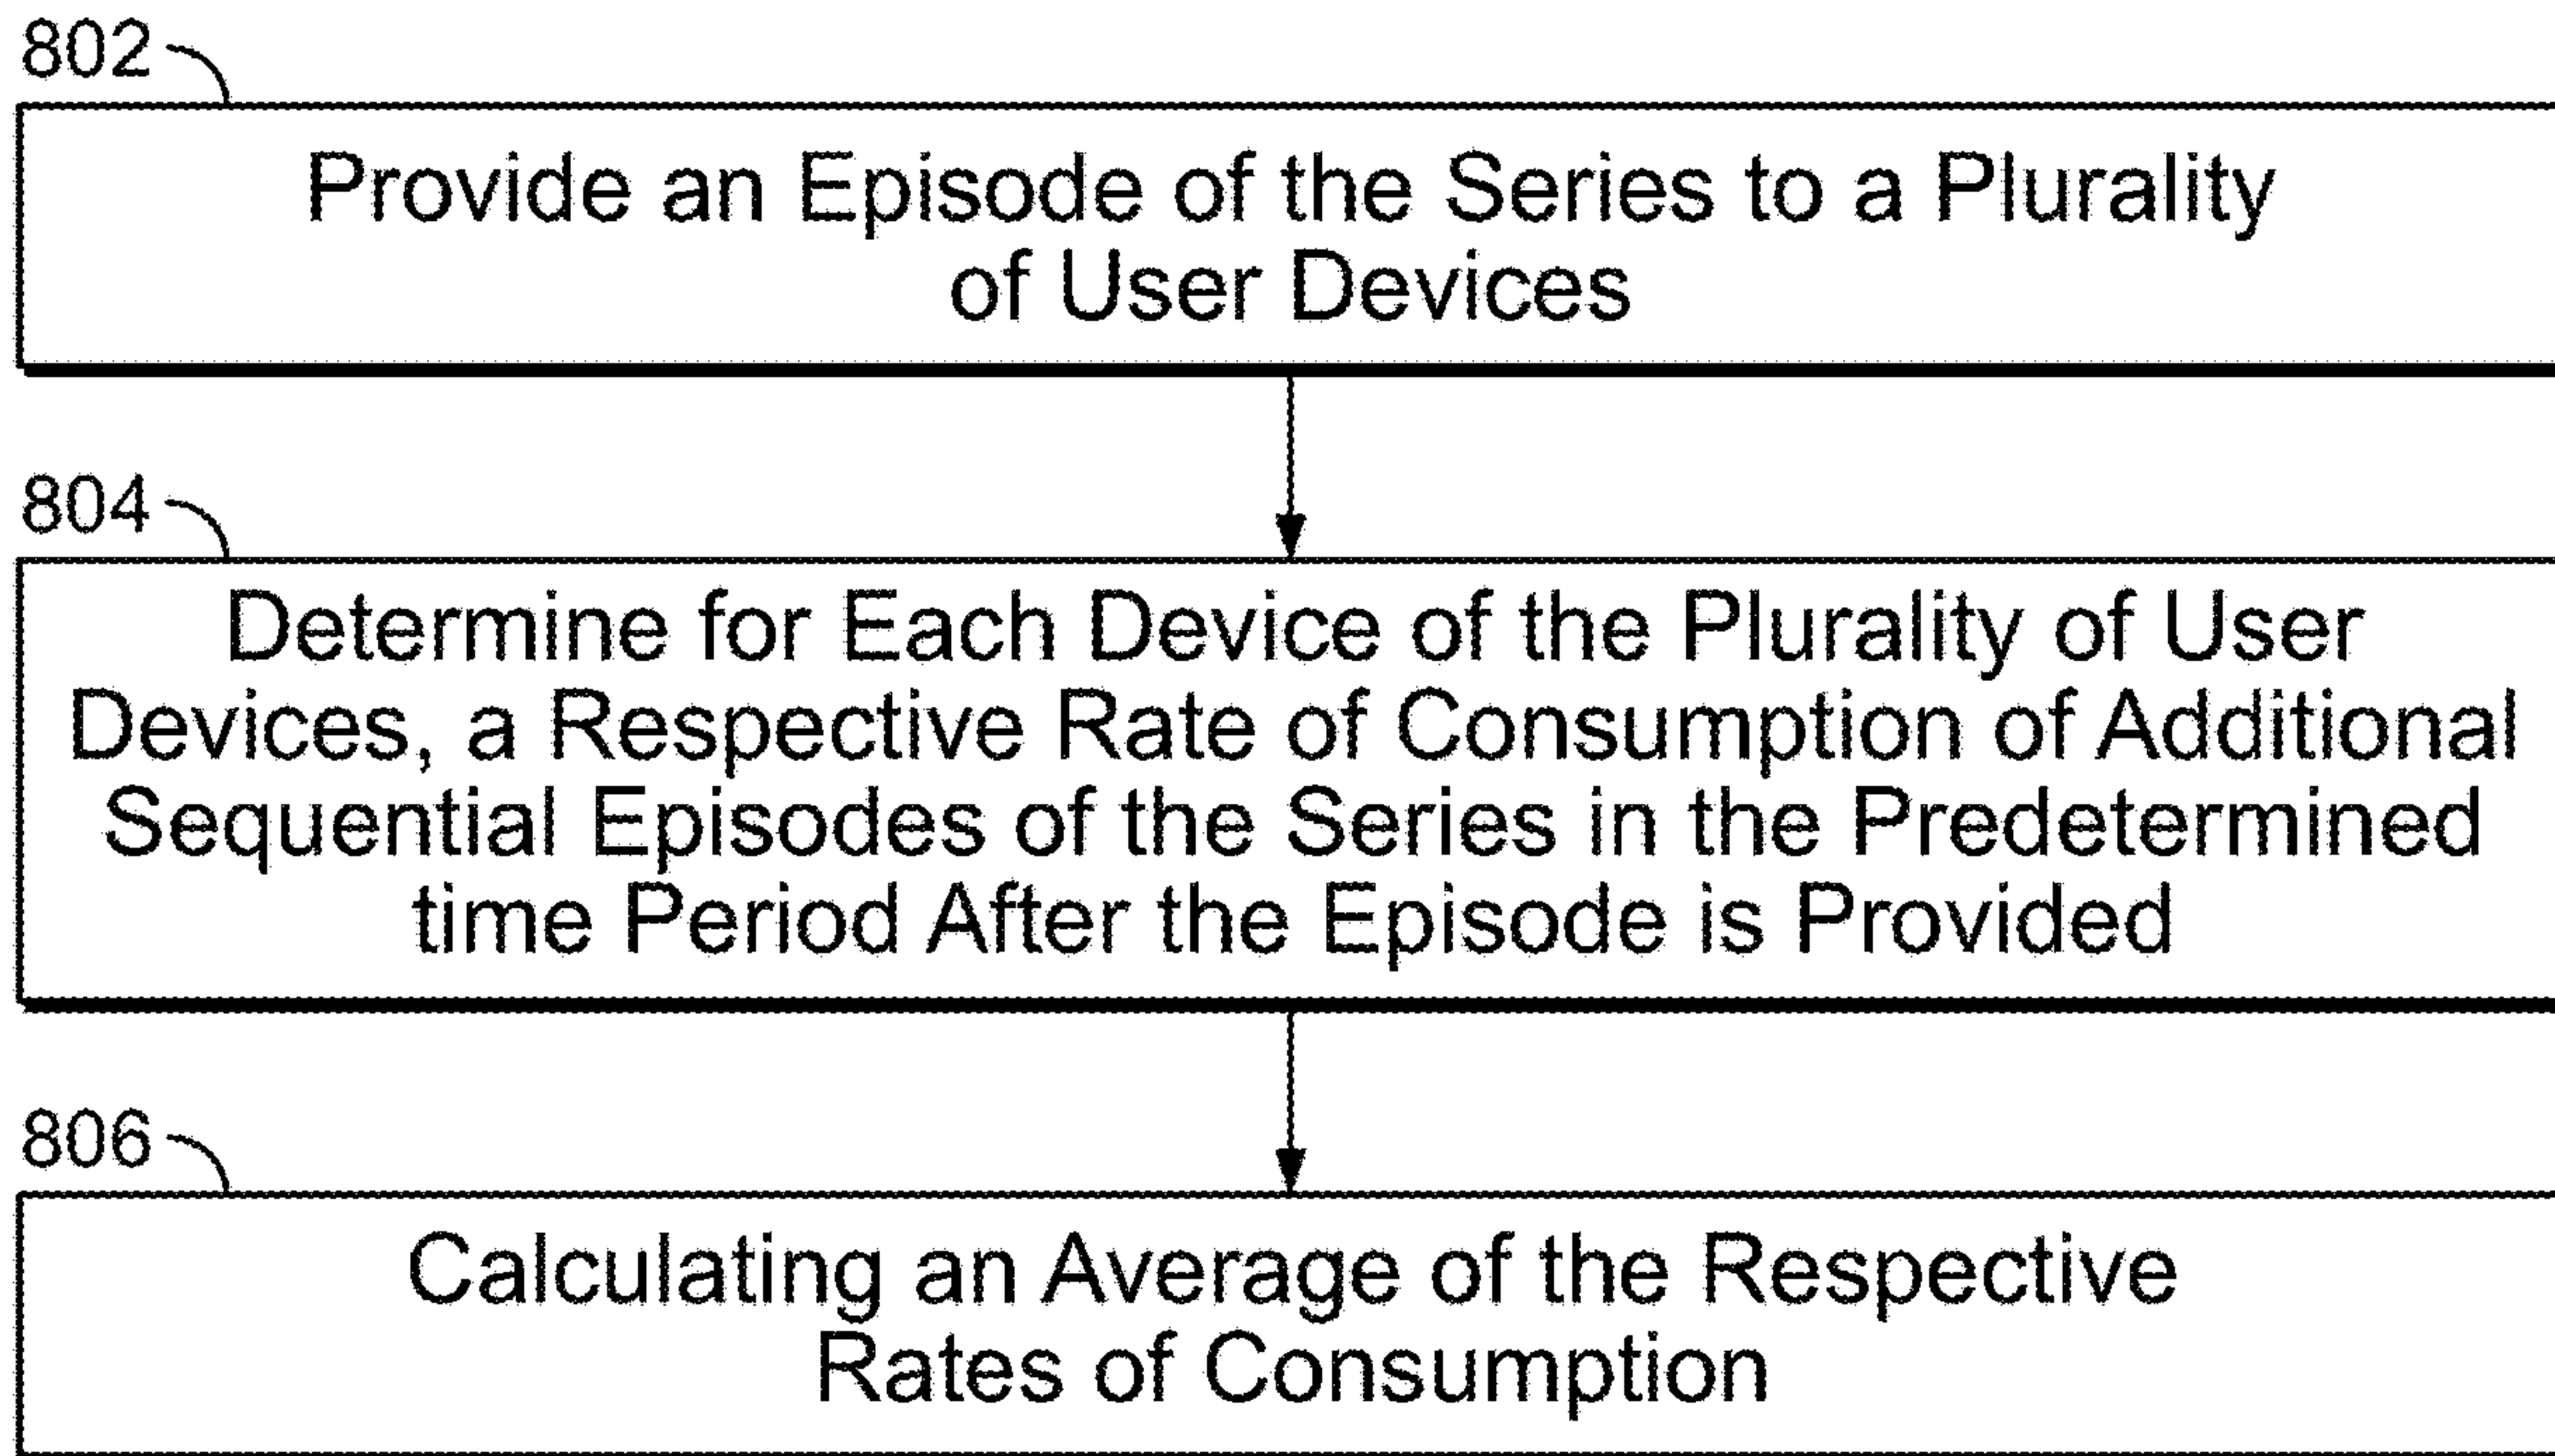 802
Provide an Episode of the Series to a Plurality
of User Devices
804
Determine for Each Device of the Plurality of User
Devices, a Respective Rate of Consumption of Additional
Sequential Episodes of the Series in the Predetermined
time Period After the Episode is Provided
806
Calculating an Average of the Respective
Rates of Consumption